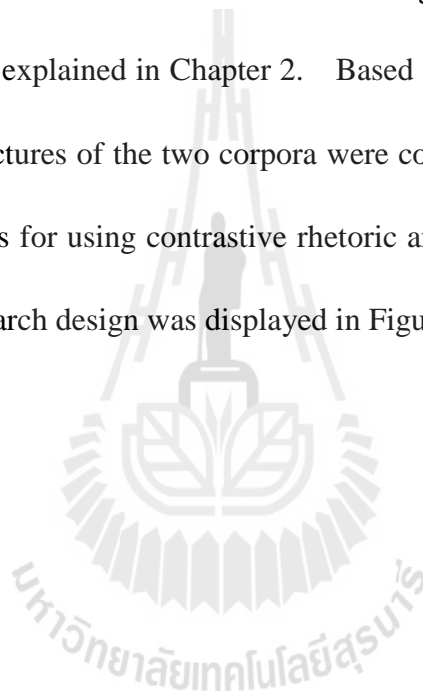 explained in Chapter 2. Based
ctures of the two corpora were co
s for using contrastive rhetoric a
arch design was displayed in Figu
มหาวิทยาลัยเทคโนโลยีสุรนารี